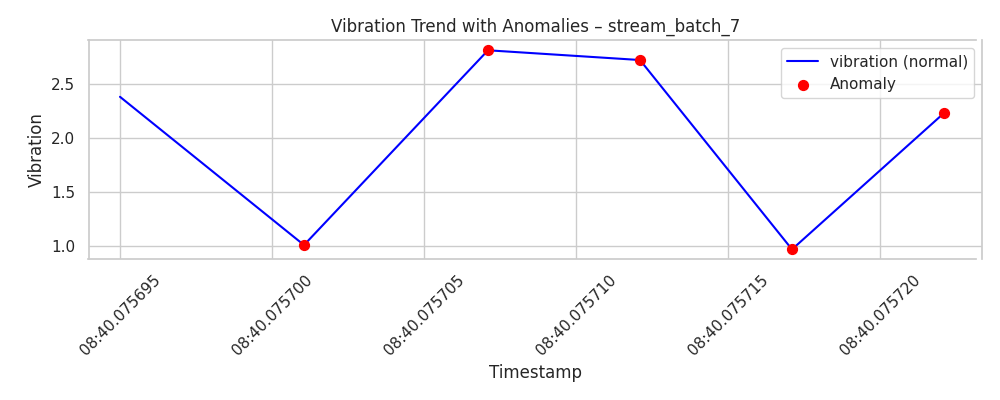 Vibration Trend with Anomalies – stream_batch_7
vibration (normal)
Anomaly
Vibration
2.5
2.0
1.5
1.0
08:40.075695
08:40.075700
08:40.075705
08:40.075710
08:40.075715
08:40.075720
Timestamp